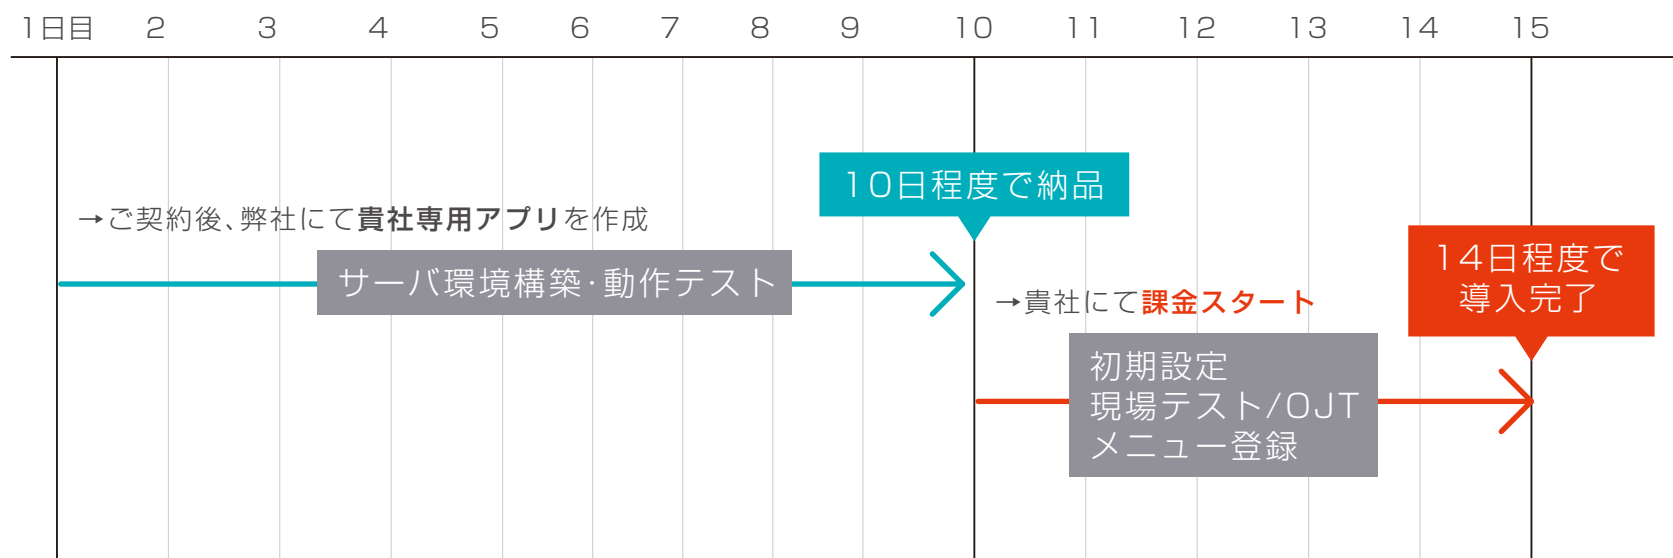 1日目 2 3 4 5 6 7 8 9 10 11 12 13 14 15
10日程度で納品
→ご契約後、弊社にて貴社専用アプリを作成
サーバ環境構築・動作テスト
14日程度で
導入完了
→貴社にて課金スタート
初期設定
現場テスト/OJT
メニュー登録